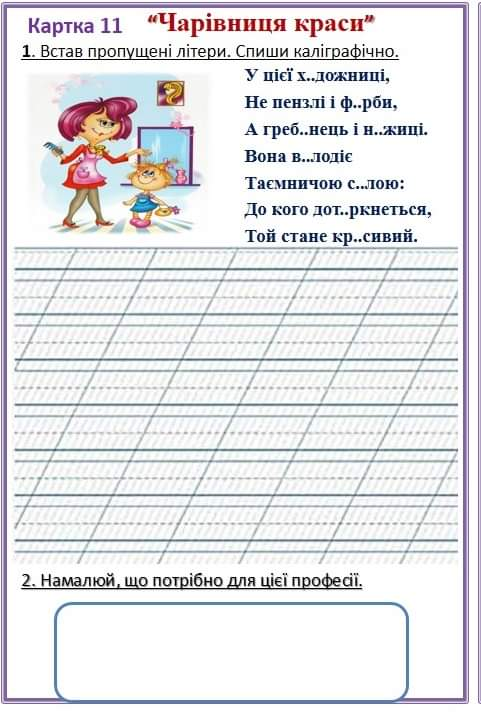 Картка 11 “Чарівниця краси”
1. Встав пропущені літери. Спиши каліграфічно.
У цієї х..дожниці,
Не пензлі і ф..рби,
А греб..нець і н..жиці.
Вона в..лодіє
Таємничою с..лою:
До кого дот..ркнеться,
Той стане кр..сивий.
2. Намалюй, що потрібно для цієї професії.